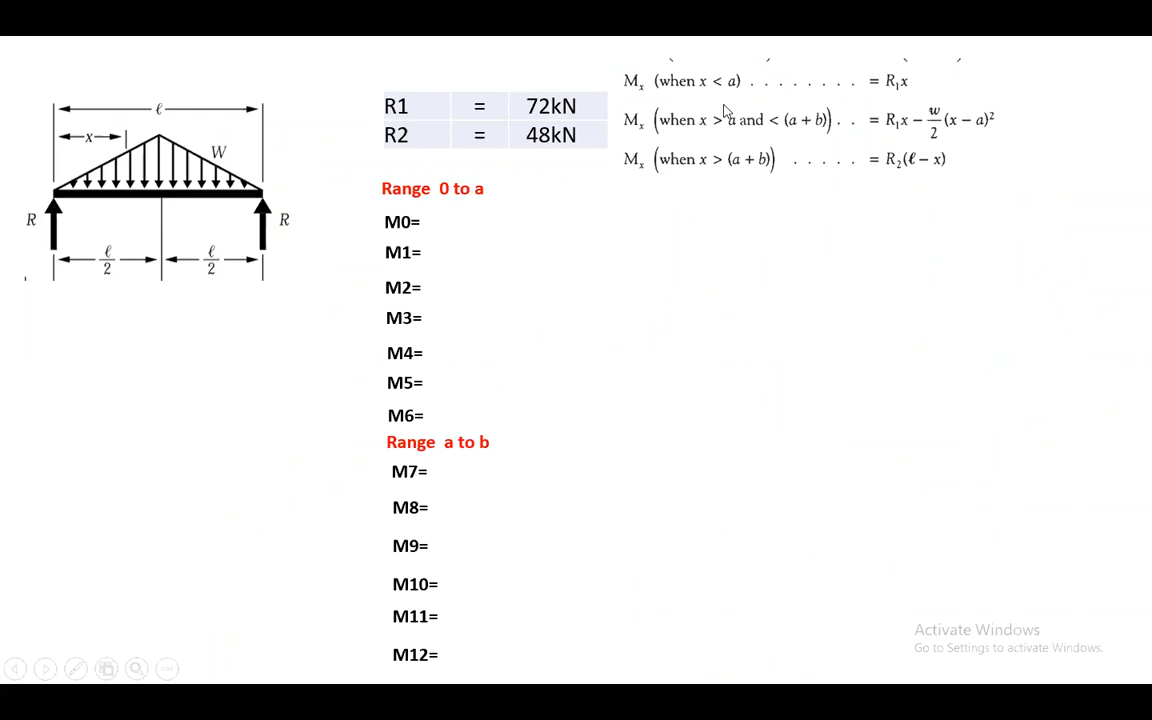 ℓ
x
W
R
R
ℓ/2
ℓ/2
R1 = 72kN
R2 = 48kN
Mx (when x < a) . . . . . . . . = R1x
Mx (when x > a and < (a + b)) . . = R1x − w/2 (x − a)²
Mx (when x > (a + b)) . . . . . = R2(ℓ − x)
Range 0 to a
M0=
M1=
M2=
M3=
M4=
M5=
M6=
Range a to b
M7=
M8=
M9=
M10=
M11=
M12=
Activate Windows
Go to Settings to activate Windows.